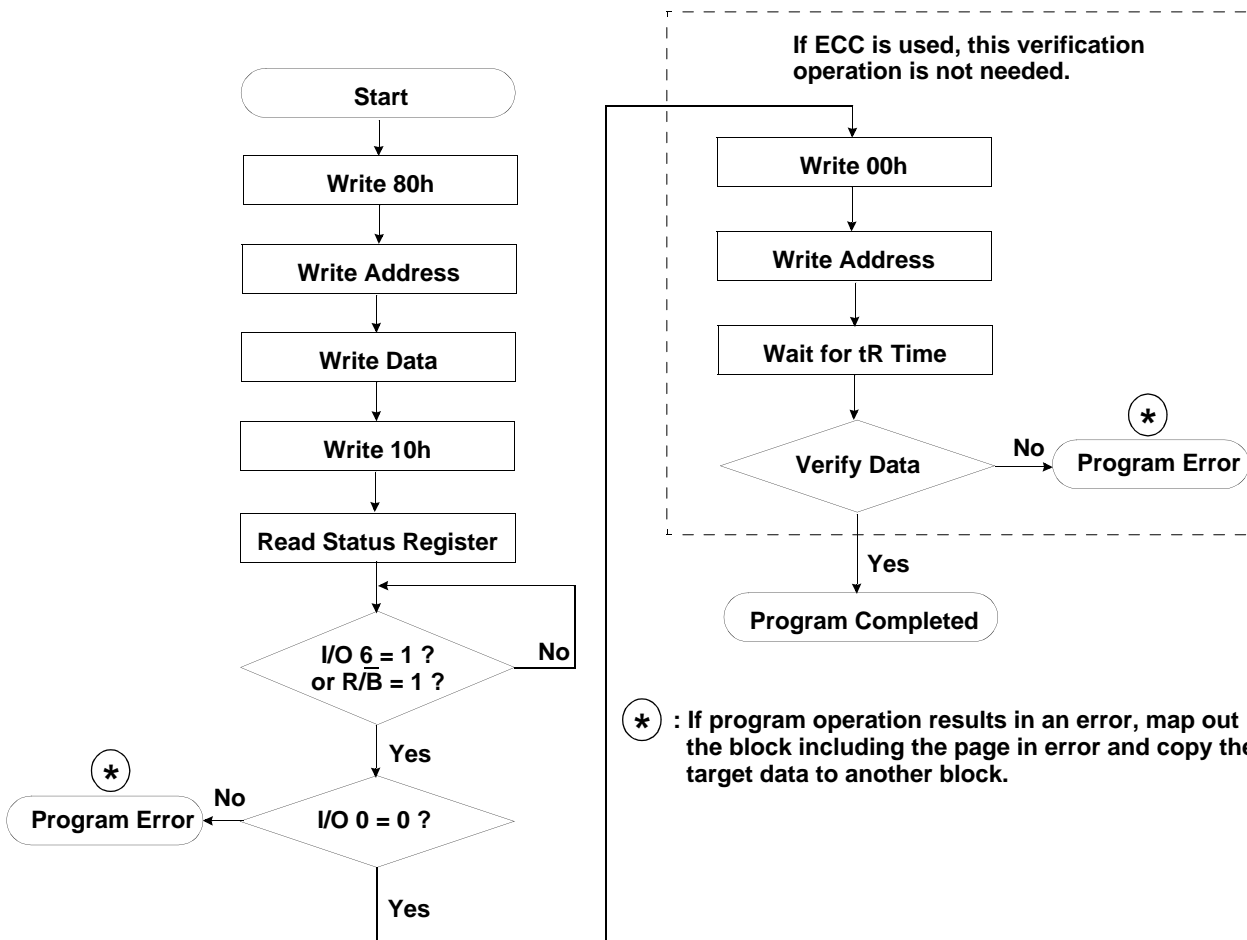 Start
Write 80h
Write Address
Write Data
Write 10h
Read Status Register
I/O 6 = 1 ?
or R/B̅ = 1 ?
No
Yes
*
No
Program Error
I/O 0 = 0 ?
Yes
If ECC is used, this verification
operation is not needed.
Write 00h
Write Address
Wait for tR Time
*
Verify Data
No
Program Error
Yes
Program Completed
* : If program operation results in an error, map out
the block including the page in error and copy the
target data to another block.